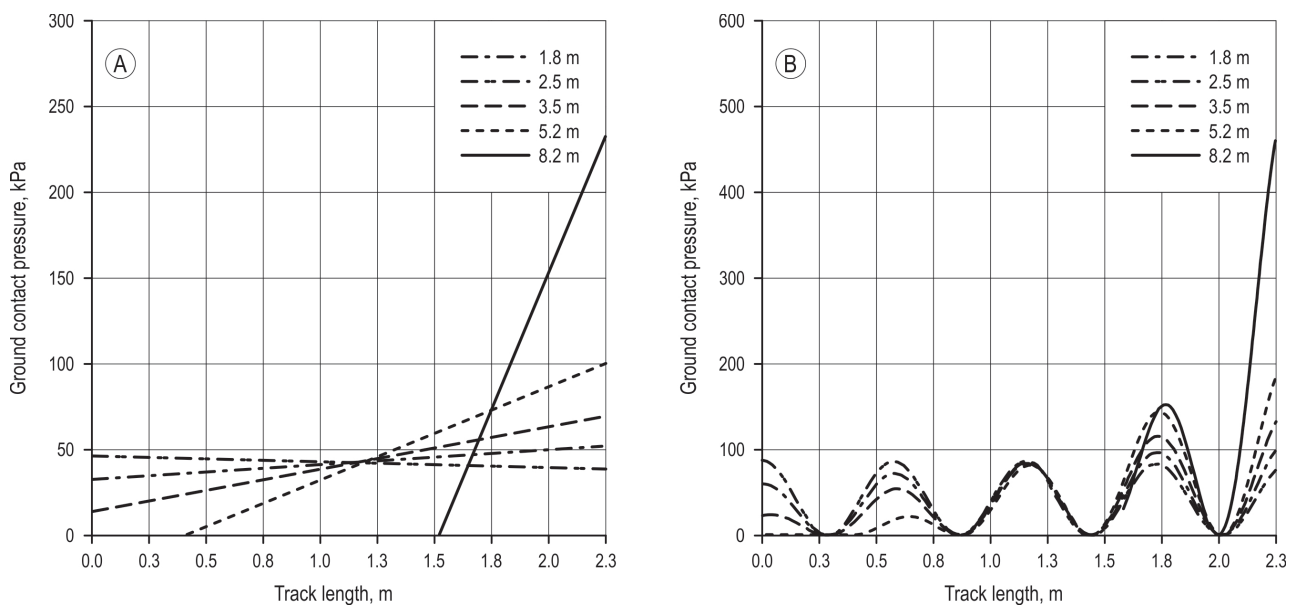 300
250
200
150
100
50
0
Ground contact pressure, kPa
A
1.8 m
2.5 m
3.5 m
5.2 m
8.2 m
0.0 0.3 0.5 0.8 1.0 1.3 1.5 1.8 2.0 2.3
Track length, m
600
500
400
300
200
100
0
Ground contact pressure, kPa
B
1.8 m
2.5 m
3.5 m
5.2 m
8.2 m
0.0 0.3 0.5 0.8 1.0 1.3 1.5 1.8 2.0 2.3
Track length, m